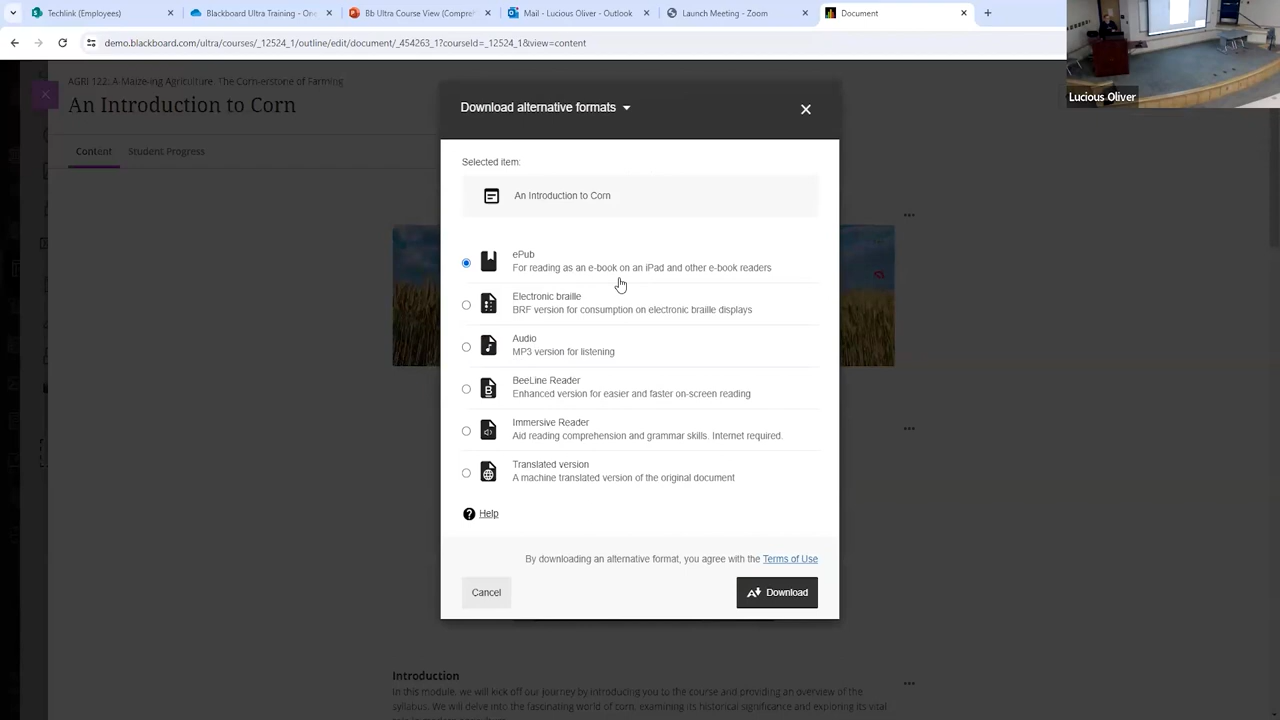 Employees
Blackboard Ultra Training - One
Blackboard Ultra Course View (Compre
Mail - Lucious Oliver - Outlook
Launch Meeting - Zoom
Document
demo.blackboard.com/ultra/courses/_12524_1/outline/edit/document/_454263_1?courseId=_12524_1&view=content
Lucious Oliver
AGRI 122: A-Maize-ing Agriculture: The Corn-erstone of Farming
An Introduction to Corn
Content Student Progress
Download alternative formats
Selected item:
An Introduction to Corn
ePub
For reading as an e-book on an iPad and other e-book readers
Electronic braille
BRF version for consumption on electronic braille displays
Audio
MP3 version for listening
BeeLine Reader
Enhanced version for easier and faster on-screen reading
Immersive Reader
Aid reading comprehension and grammar skills. Internet required.
Translated version
A machine translated version of the original document
Help
By downloading an alternative format, you agree with the Terms of Use
Cancel
Download
Introduction
In this module, we will kick off our journey by introducing you to the course and providing an overview of the
syllabus. We will delve into the fascinating world of corn, examining its historical significance and exploring its vital